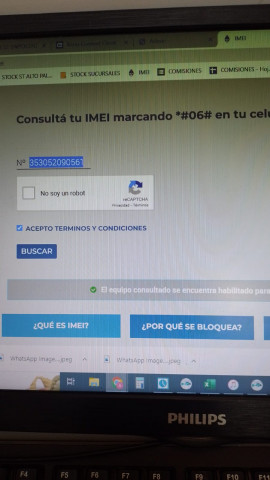 IMEI
STOCK ST ALTO PAL...
STOCK SUCURSALES
IMEI
COMISIONES
COMISIONES - Hoj
Consultá tu IMEI marcando *#06# en tu cel
N° 353052090561
No soy un robot
reCAPTCHA
Privacidad - Términos
ACEPTO TERMINOS Y CONDICIONES
BUSCAR
El equipo consultado se encuentra habilitado para
¿QUÉ ES IMEI?
¿POR QUÉ SE BLOQUEA?
WhatsApp Image....jpeg
WhatsApp Image....jpeg
PHILIPS
F4
F5
F6
F7
F8
F9
F10
F11